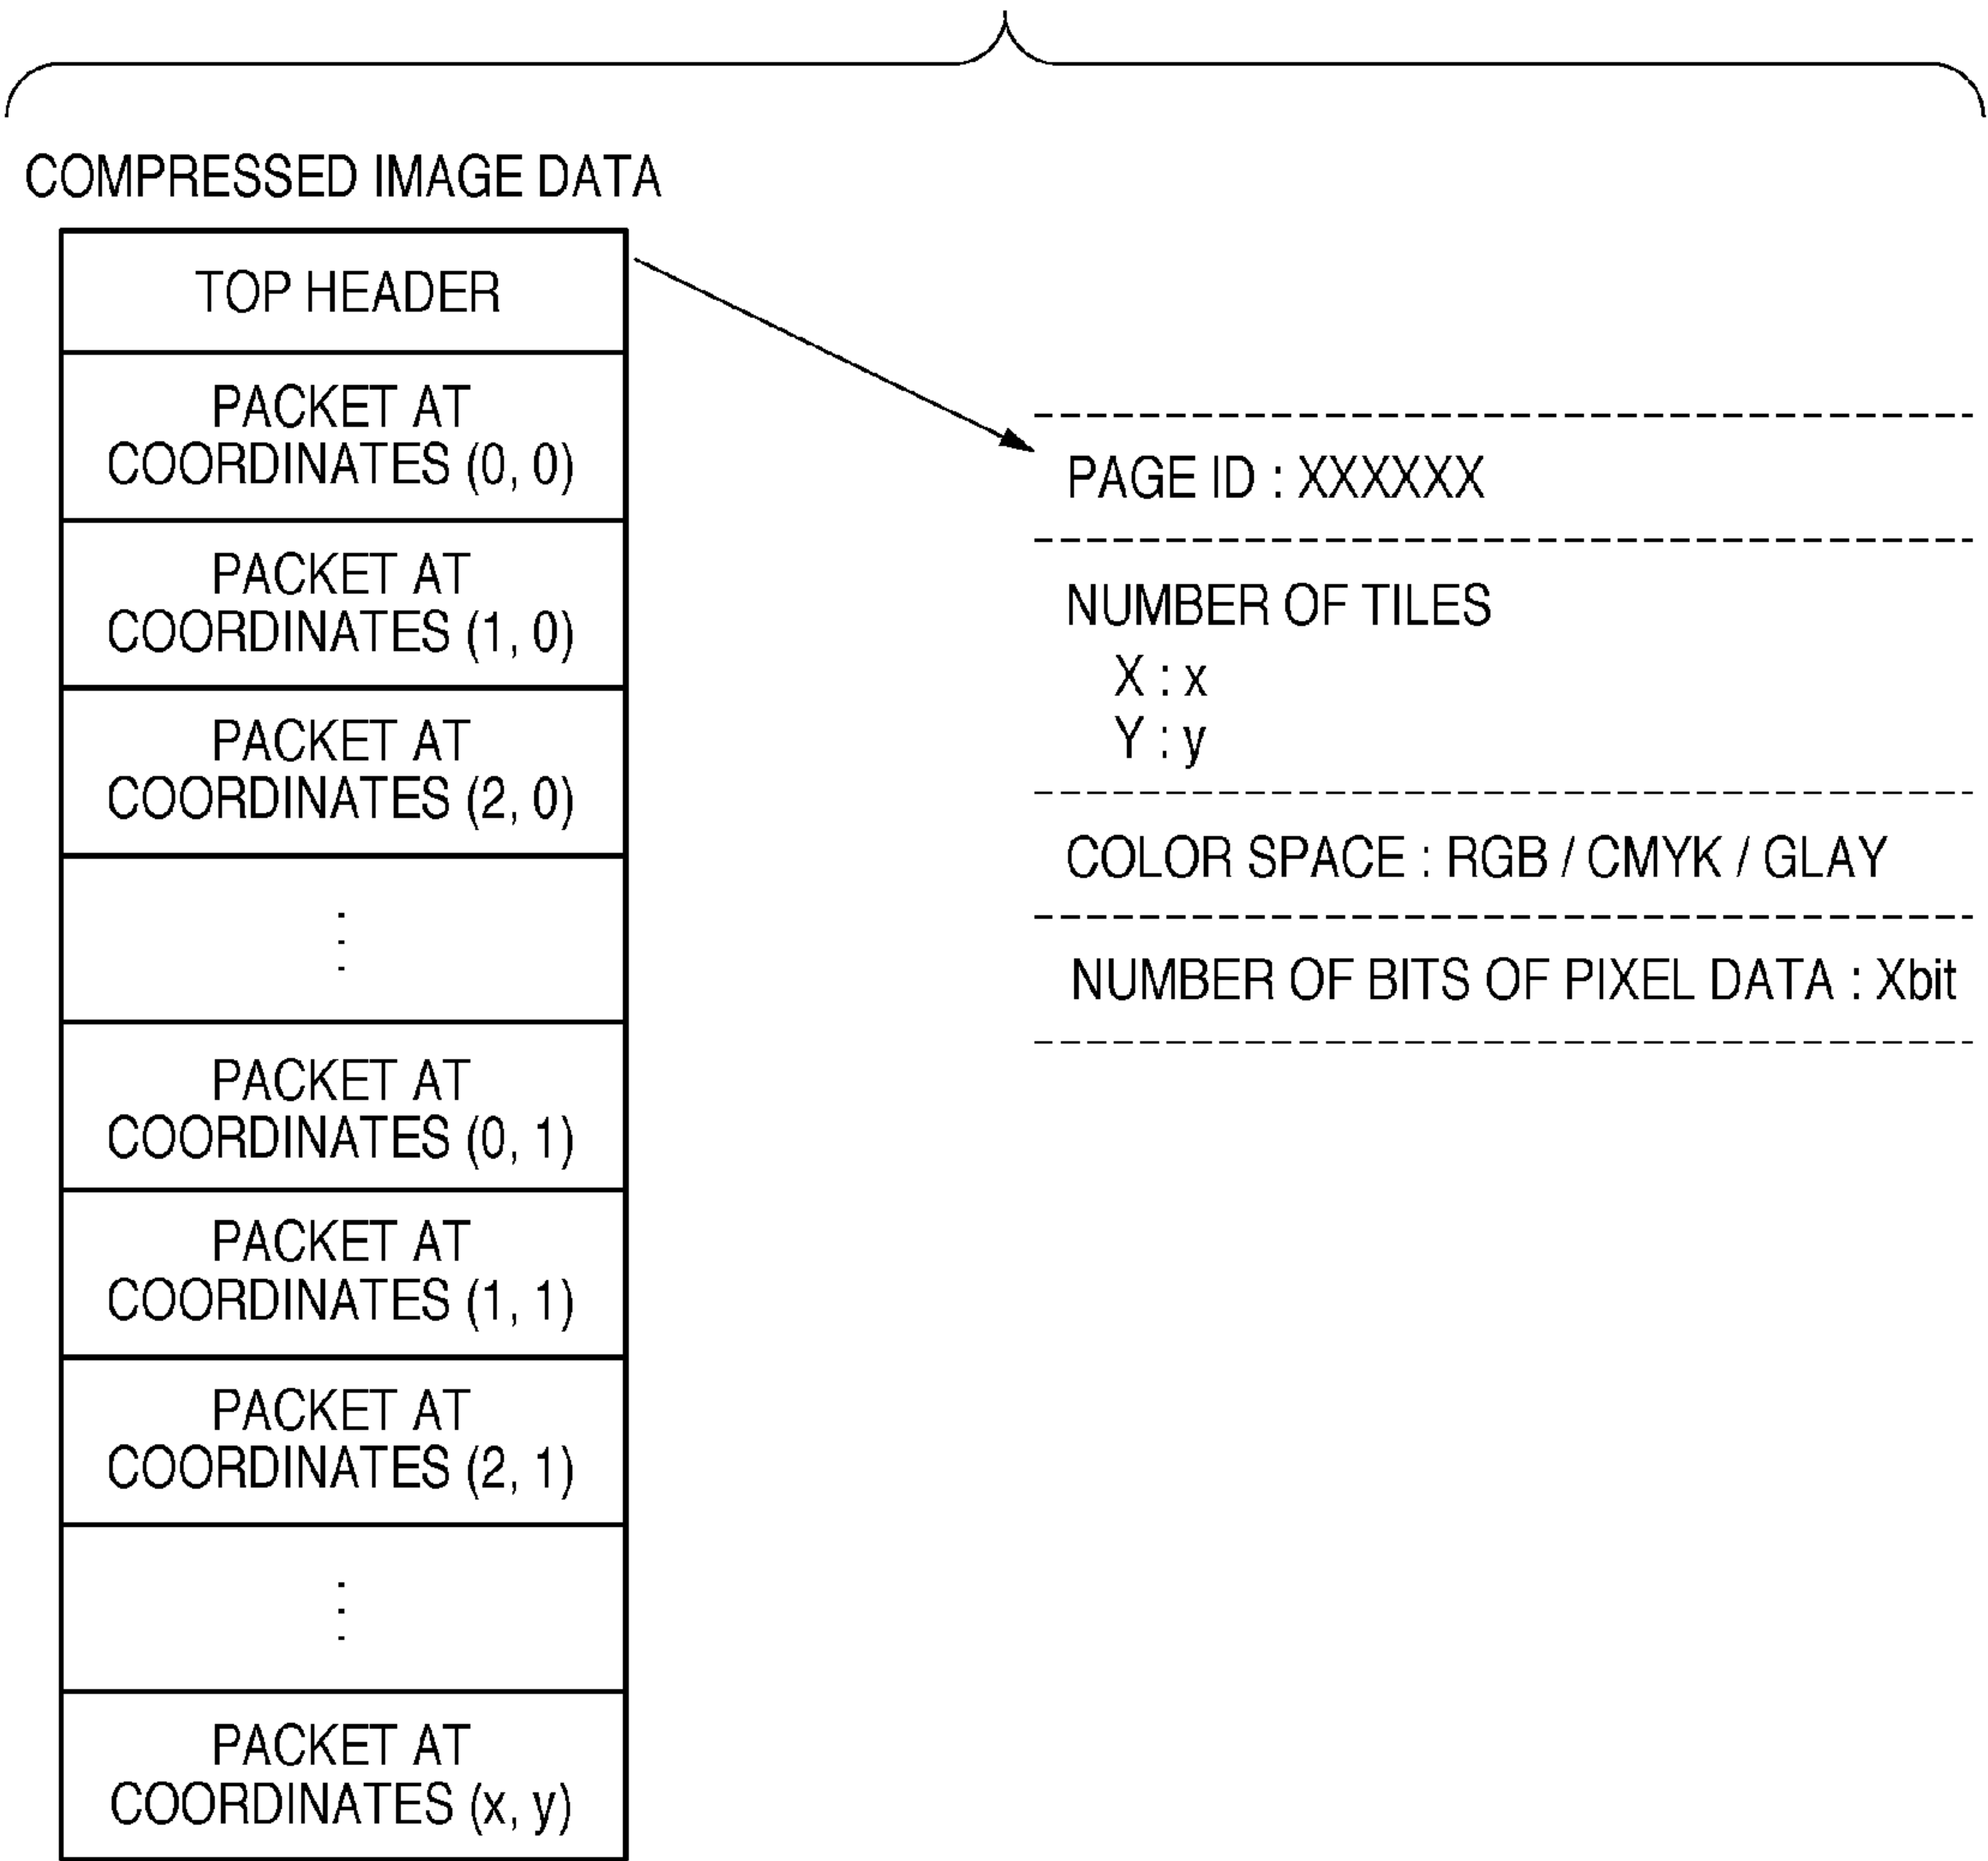 COMPRESSED IMAGE DATA
TOP HEADER
PACKET AT
COORDINATES (0, 0)
PACKET AT
COORDINATES (1, 0)
PACKET AT
COORDINATES (2, 0)
PACKET AT
COORDINATES (0, 1)
PACKET AT
COORDINATES (1, 1)
PACKET AT
COORDINATES (2, 1)
PACKET AT
COORDINATES (x, y)
PAGE ID : XXXXXX
NUMBER OF TILES
X : x
Y : y
COLOR SPACE : RGB / CMYK / GLAY
NUMBER OF BITS OF PIXEL DATA : Xbit